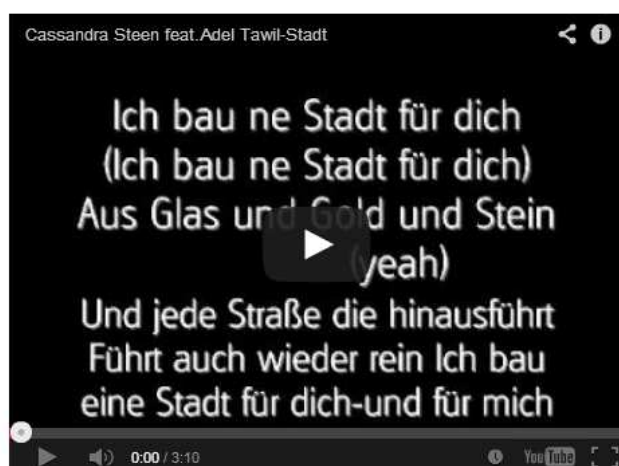 Cassandra Steen feat.Adel Tawil-Stadt
Ich bau ne Stadt für dich
(Ich bau ne Stadt für dich)
Aus Glas und Gold und Stein
(yeah)
Und jede Straße die hinausführt
Führt auch wieder rein Ich bau
eine Stadt für dich-und für mich
0:00 / 3:10
YouTube